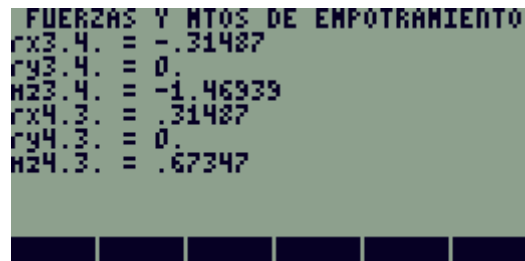 FUERZAS Y MTOS DE EMPOTRAMIENTO
rx3.4. = -.31487
ry3.4. = 0.
Mz3.4. = -1.46939
rx4.3. = .31487
ry4.3. = 0.
Mz4.3. = .67347